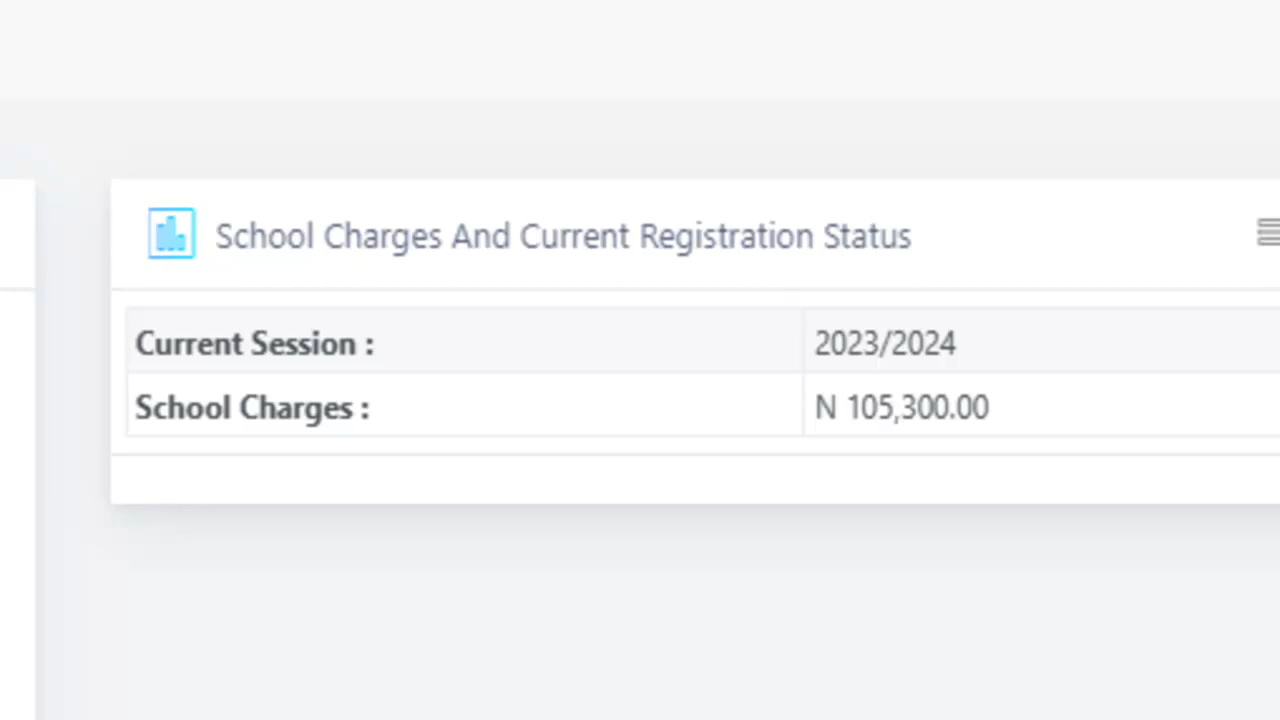 School Charges And Current Registration Status
Current Session : 2023/2024
School Charges : N 105,300.00